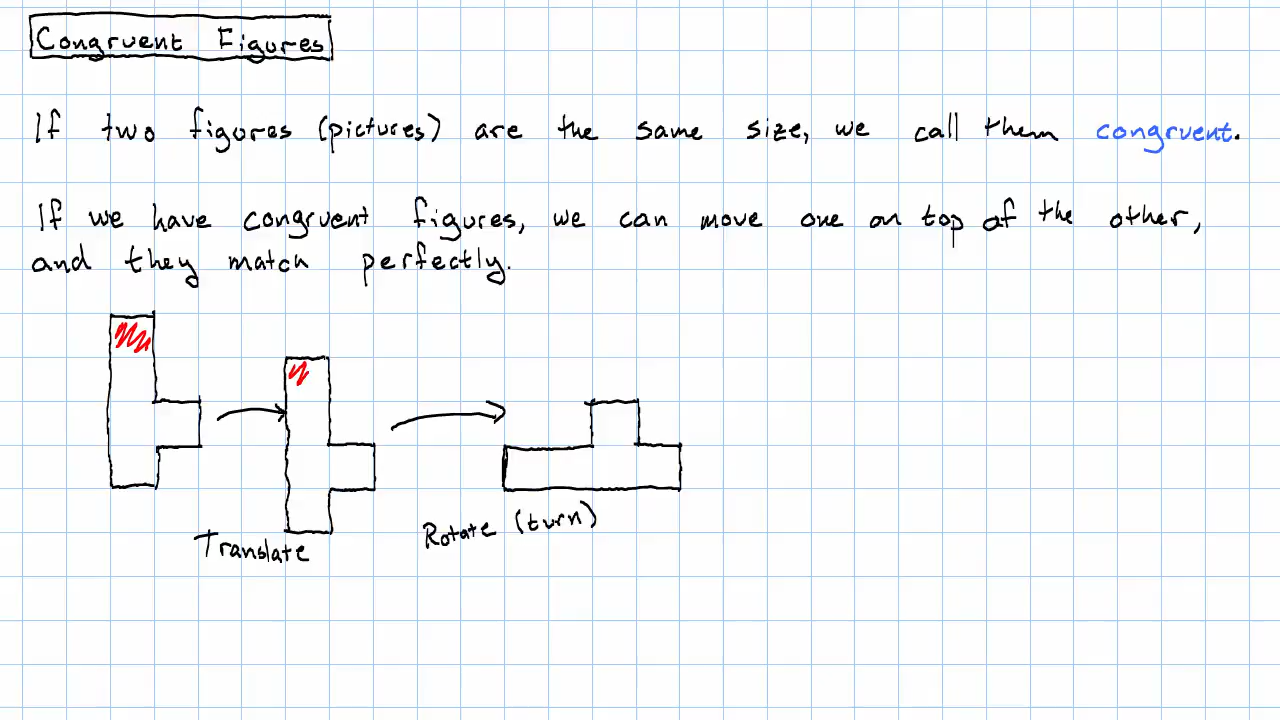 Congruent Figures
If two figures (pictures) are the same size, we call them congruent.
If we have congruent figures, we can move one on top of the other,
and they match perfectly.
Translate
Rotate (turn)